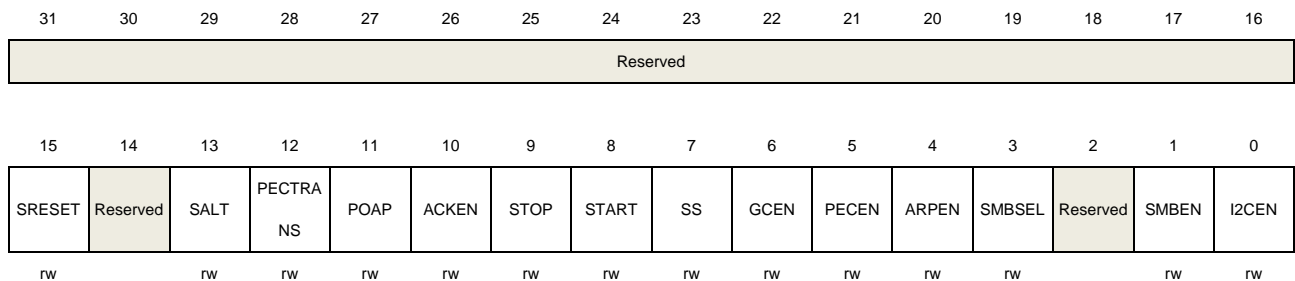 31 30 29 28 27 26 25 24 23 22 21 20 19 18 17 16
Reserved
15 14 13 12 11 10 9 8 7 6 5 4 3 2 1 0
SRESET Reserved SALT PECTRA NS POAP ACKEN STOP START SS GCEN PECEN ARPEN SMBSEL Reserved SMBEN I2CEN
rw rw rw rw rw rw rw rw rw rw rw rw rw rw